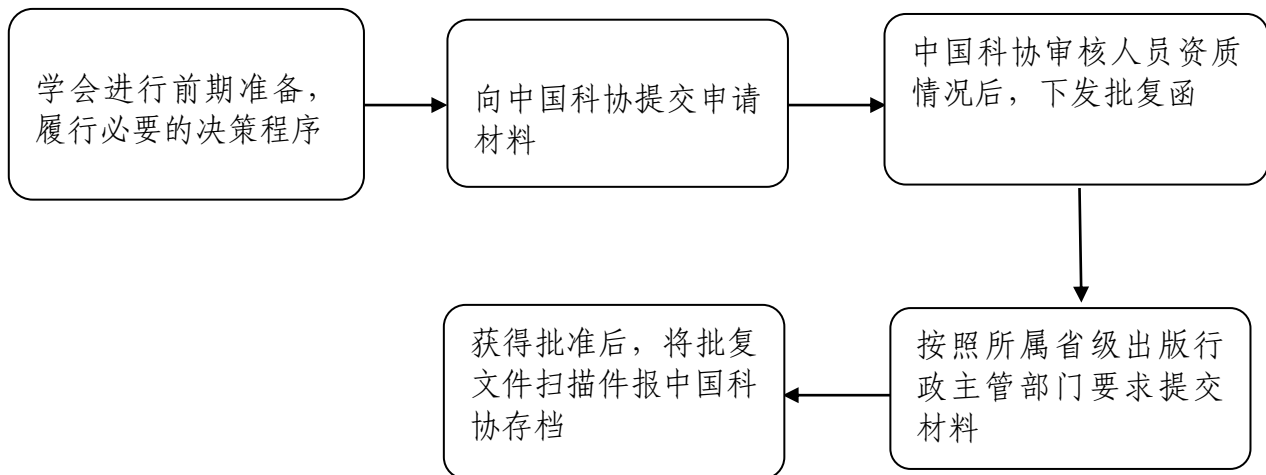 学会进行前期准备，
履行必要的决策程序
向中国科协提交申请
材料
中国科协审核人员资质
情况后，下发批复函
按照所属省级出版行
政主管部门要求提交
材料
获得批准后，将批复
文件扫描件报中国科
协存档